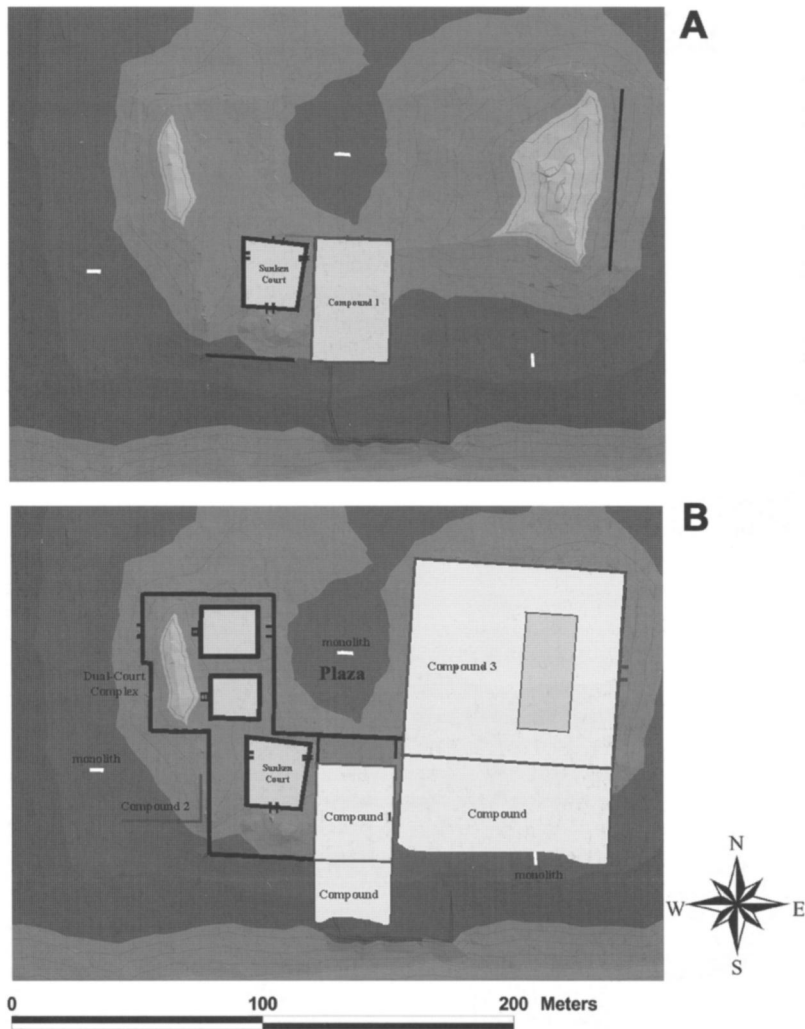 A
Sunken
Court
Compound 1
B
monolith
Plaza
Compound 3
Dual-Court
Complex
monolith
Sunken
Court
Compound 2
Compound 1
Compound
Compound
monolith
N
W
E
S
0
100
200 Meters